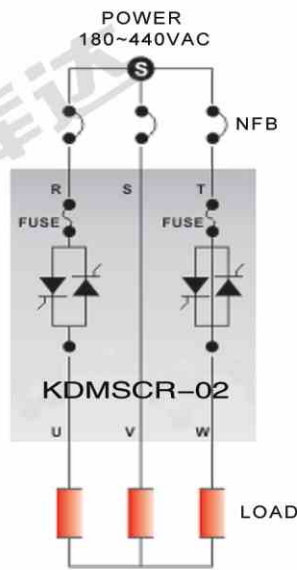 POWER
180~440VAC
S
NFB
R S T
FUSE FUSE
KDMSCR-02
U V W
LOAD